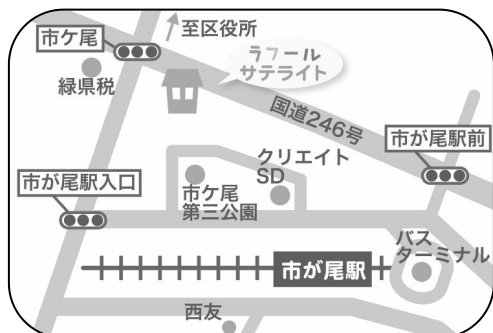 至区役所
市ケ尾
ラフール
サテライト
緑県税
国道246号
市が尾駅前
クリエイト
SD
市が尾駅入口
市ケ尾
第三公園
バス
ターミナル
市が尾駅
西友